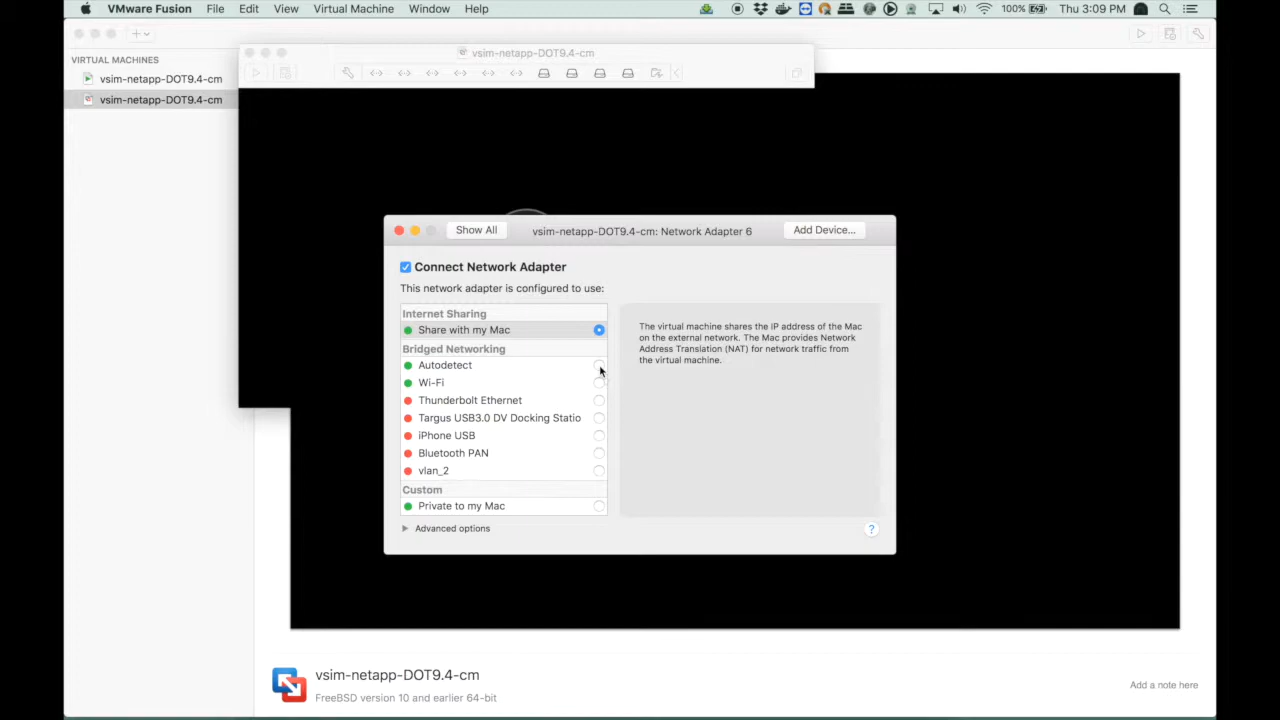 VMware Fusion File Edit View Virtual Machine Window Help 100% Thu 3:09 PM
VIRTUAL MACHINES
vsim-netapp-DOT9.4-cm
vsim-netapp-DOT9.4-cm
vsim-netapp-DOT9.4-cm
Show All
vsim-netapp-DOT9.4-cm: Network Adapter 6
Add Device...
Connect Network Adapter
This network adapter is configured to use:
Internet Sharing
Share with my Mac
Bridged Networking
Autodetect
Wi-Fi
Thunderbolt Ethernet
Targus USB3.0 DV Docking Statio
iPhone USB
Bluetooth PAN
vlan_2
Custom
Private to my Mac
The virtual machine shares the IP address of the Mac
on the external network. The Mac provides Network
Address Translation (NAT) for network traffic from
the virtual machine.
Advanced options
?
vsim-netapp-DOT9.4-cm
FreeBSD version 10 and earlier 64-bit
Add a note here